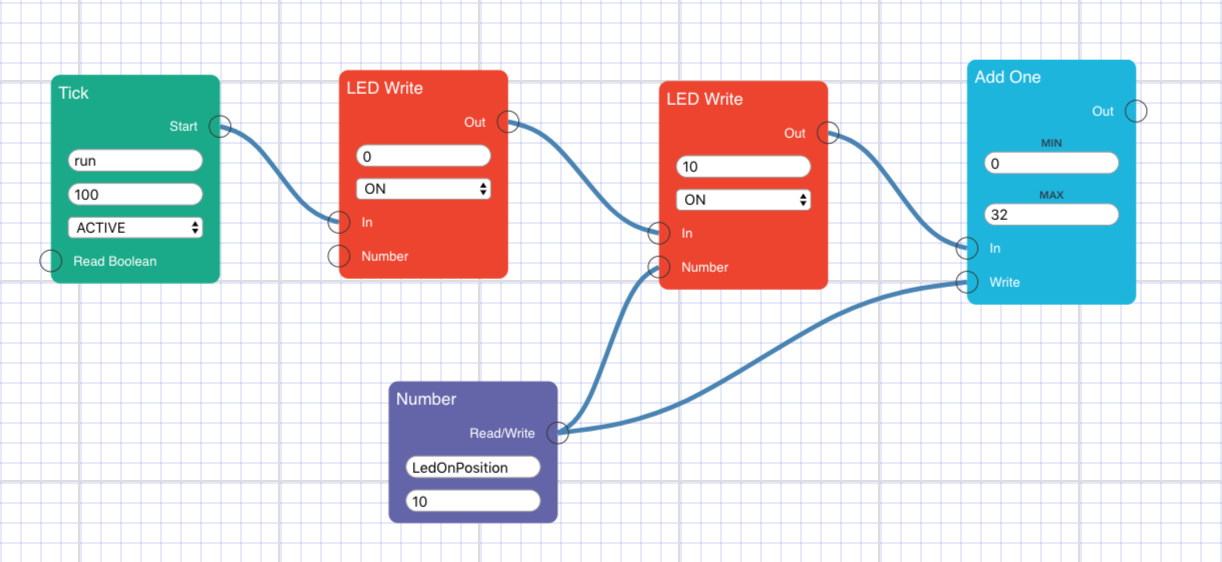 Tick
Start
run
100
ACTIVE
Read Boolean
LED Write
Out
0
ON
In
Number
LED Write
Out
10
ON
In
Number
Add One
Out
MIN
0
MAX
32
In
Write
Number
Read/Write
LedOnPosition
10